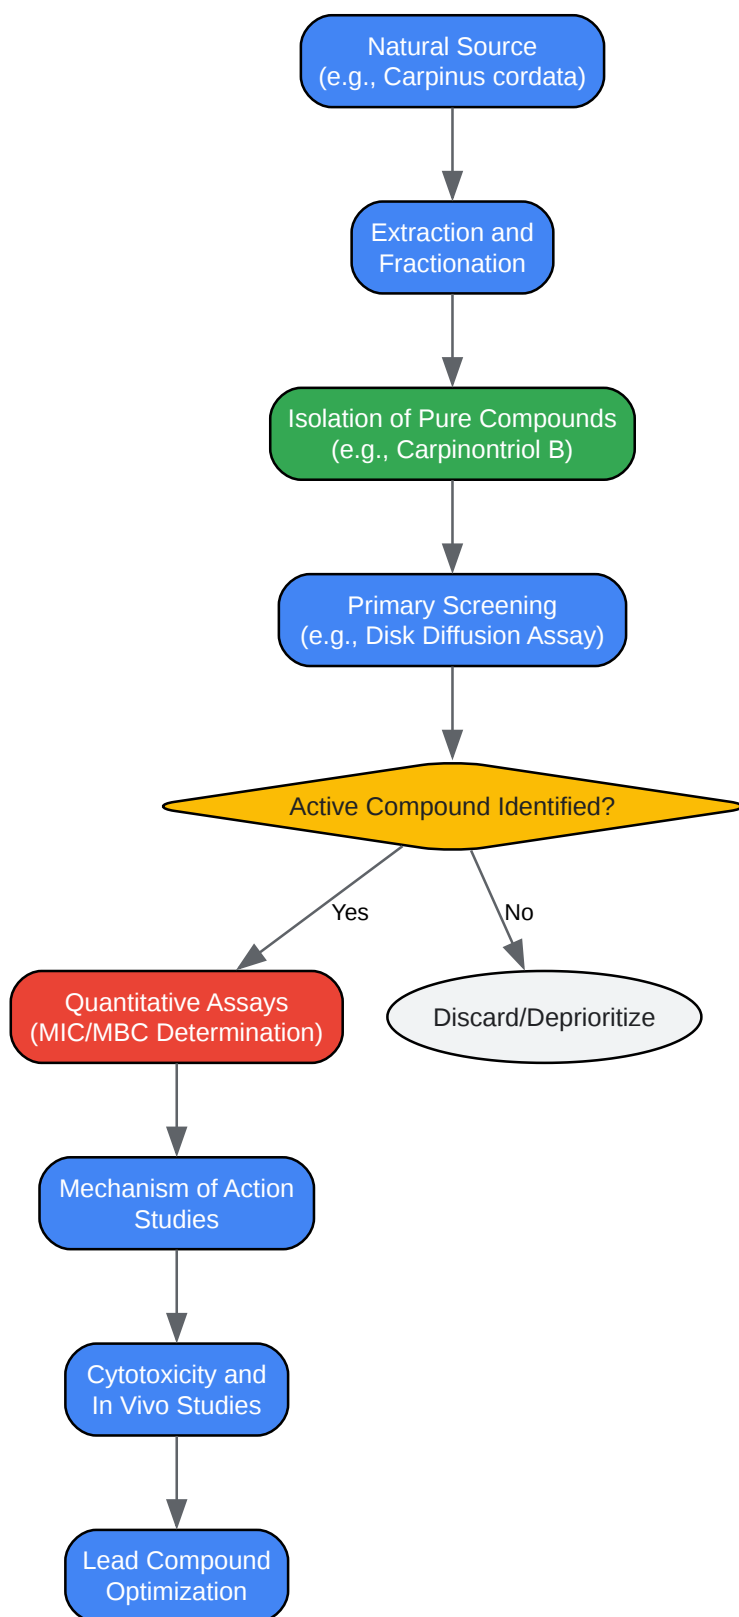 Natural Source
(e.g., Carpinus cordata)
Extraction and
Fractionation
Isolation of Pure Compounds
(e.g., Carpinontriol B)
Primary Screening
(e.g., Disk Diffusion Assay)
Active Compound Identified?
Yes
No
Quantitative Assays
(MIC/MBC Determination)
Discard/Deprioritize
Mechanism of Action
Studies
Cytotoxicity and
In Vivo Studies
Lead Compound
Optimization